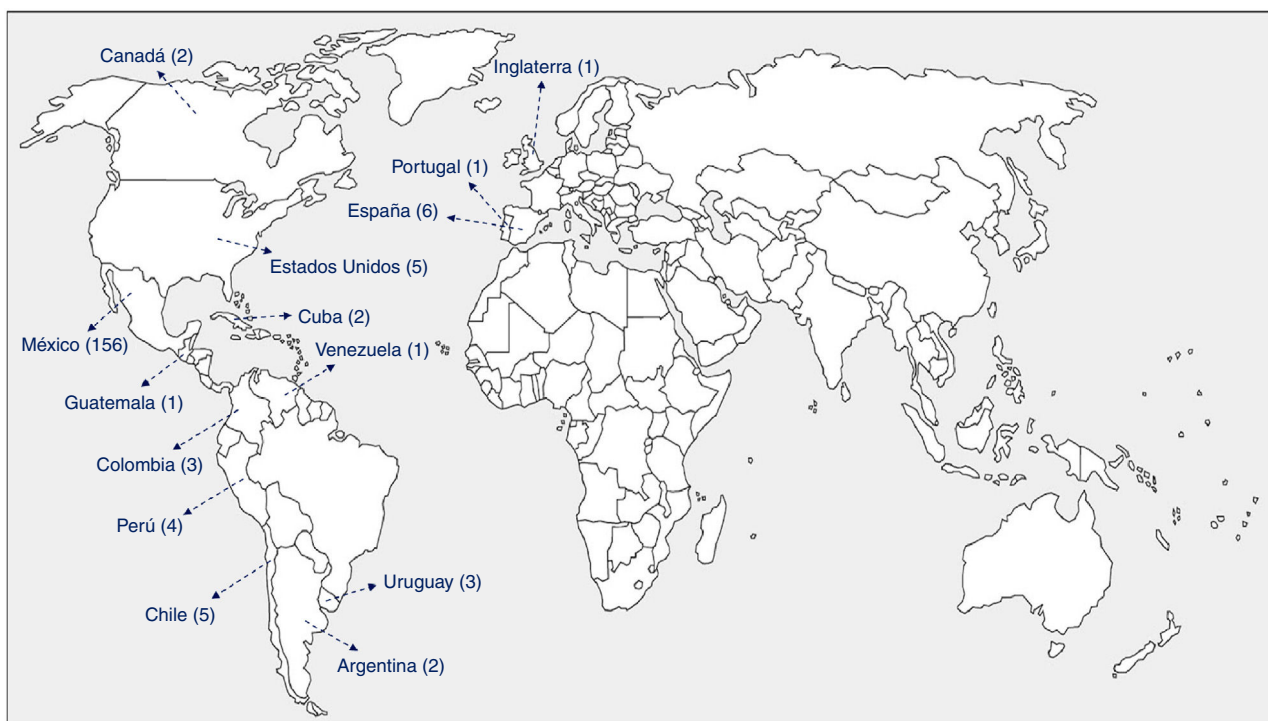 Canadá (2)
Inglaterra (1)
Portugal (1)
España (6)
Estados Unidos (5)
Cuba (2)
México (156)
Venezuela (1)
Guatemala (1)
Colombia (3)
Perú (4)
Uruguay (3)
Chile (5)
Argentina (2)